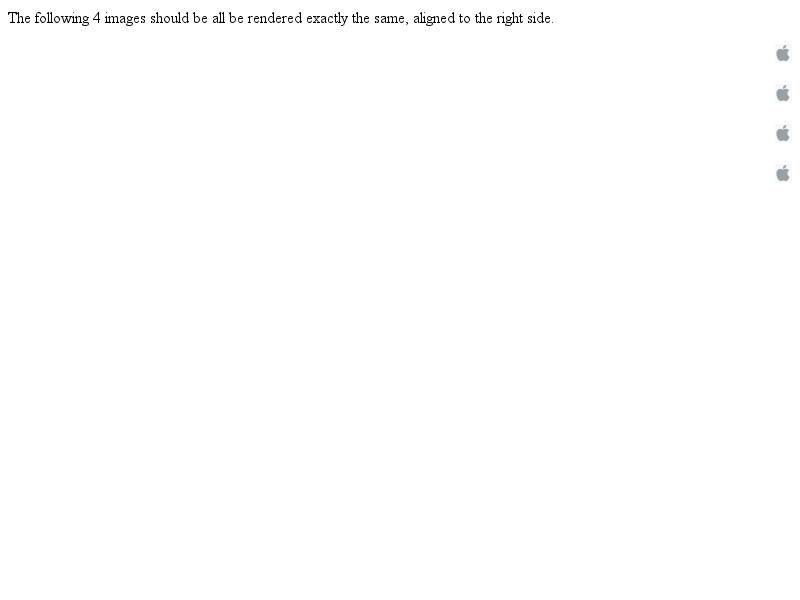 The following 4 images should be all be rendered exactly the same, aligned to the right side.